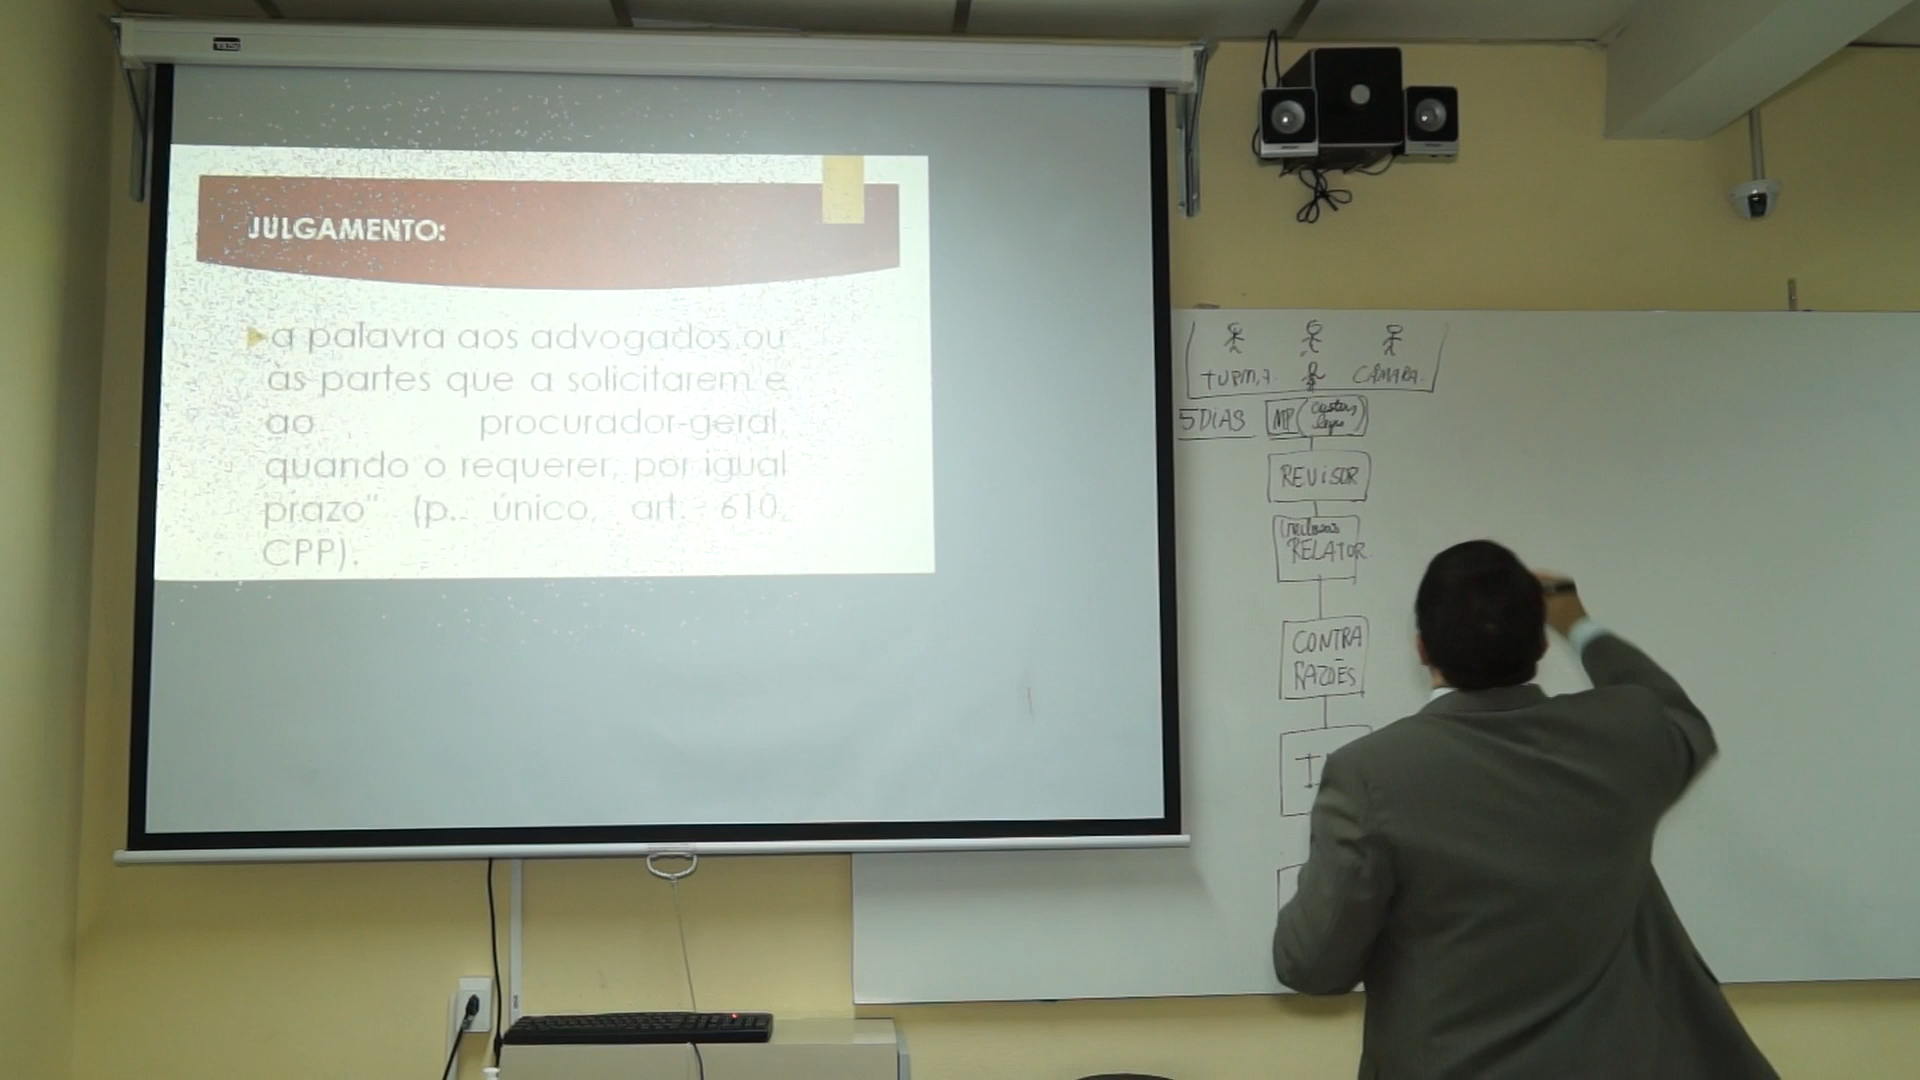 JULGAMENTO:
a palavra aos advogados ou
às partes que a solicitarem e
ao procurador-geral,
quando o requerer, por igual
prazo" (p. único, art. 610,
CPP).
TURMA
CÂMARA
5 DIAS
MP (custus
REVISOR
RELATOR
CONTRA
RAZÕES